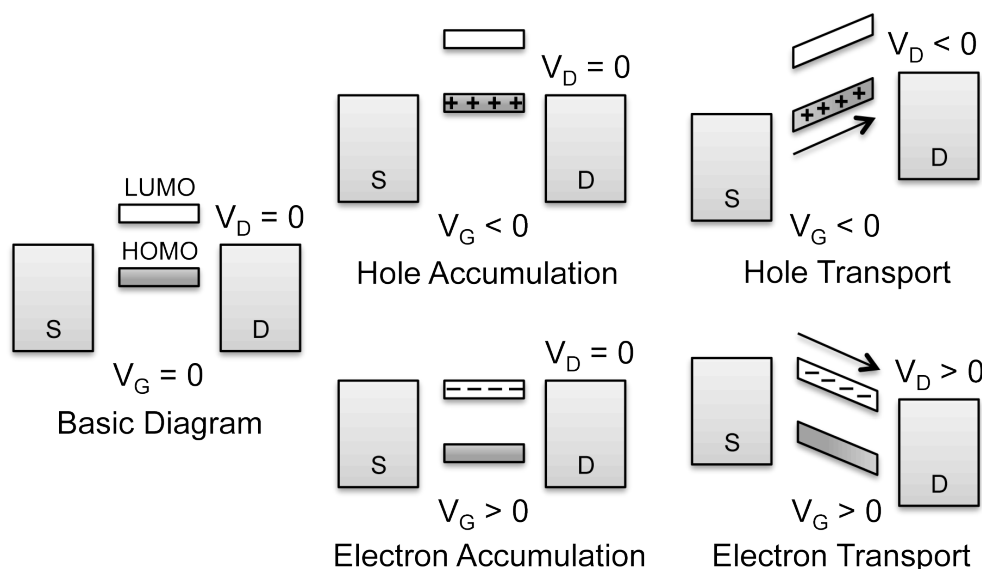 LUMO
V_D = 0
HOMO
S
D
V_G = 0
Basic Diagram
V_D = 0
+ + + +
S
D
V_G < 0
Hole Accumulation
V_D < 0
+ + + +
S
D
V_G < 0
Hole Transport
V_D = 0
− − − − − −
S
D
V_G > 0
Electron Accumulation
V_D > 0
− − − − −
S
D
V_G > 0
Electron Transport